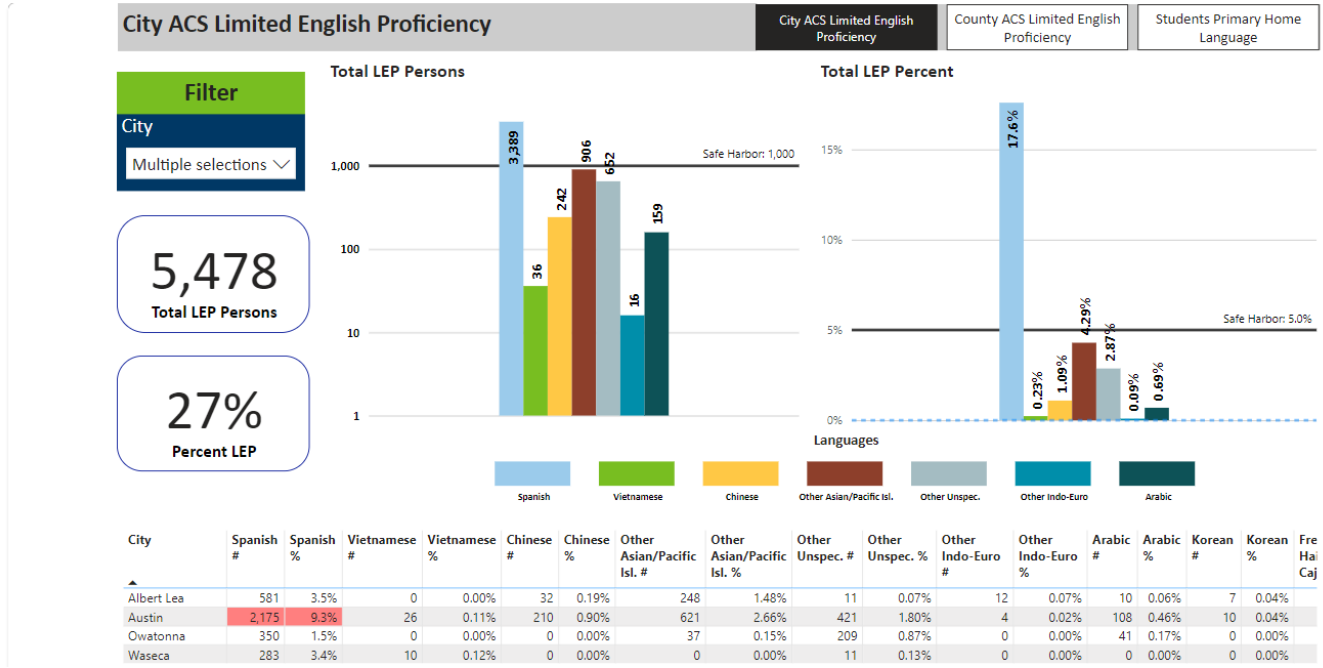 City ACS Limited English Proficiency
City ACS Limited English
Proficiency
County ACS Limited English
Proficiency
Students Primary Home
Language
Filter
City
Multiple selections
5,478
Total LEP Persons
27%
Percent LEP
Total LEP Persons
1,000
100
10
1
Safe Harbor: 1,000
3,389
36
242
906
652
16
159
Total LEP Percent
15%
10%
5%
0%
Safe Harbor: 5.0%
17.6%
0.23%
1.09%
4.29%
2.87%
0.09%
0.69%
Languages
Spanish Vietnamese Chinese Other Asian/Pacific Isl. Other Unspec. Other Indo-Euro Arabic
City Spanish Spanish Vietnamese Vietnamese Chinese Chinese Other Other Other Other Other Other Arabic Arabic Korean Korean Fre
# % # % # % Asian/Pacific Asian/Pacific Unspec. # Unspec. % Indo-Euro Indo-Euro # % # % Hai
Isl. # Isl. % # % Caj
Albert Lea 581 3.5% 0 0.00% 32 0.19% 248 1.48% 11 0.07% 12 0.07% 10 0.06% 7 0.04%
Austin 2,175 9.3% 26 0.11% 210 0.90% 621 2.66% 421 1.80% 4 0.02% 108 0.46% 10 0.04%
Owatonna 350 1.5% 0 0.00% 0 0.00% 37 0.15% 209 0.87% 0 0.00% 41 0.17% 0 0.00%
Waseca 283 3.4% 10 0.12% 0 0.00% 0 0.00% 11 0.13% 0 0.00% 0 0.00% 0 0.00%